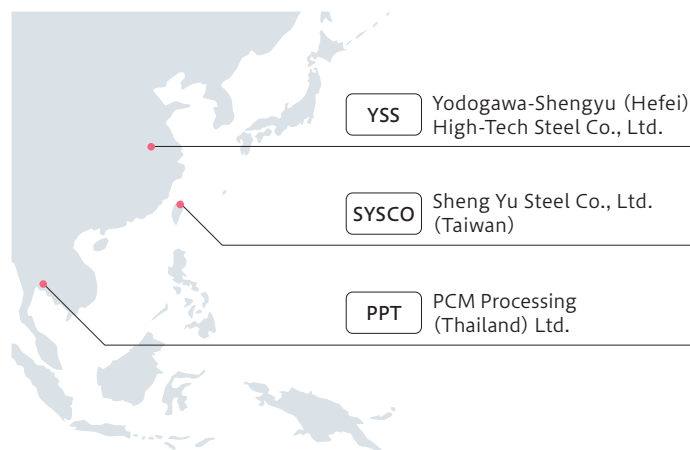 YSS
Yodogawa-Shengyu (Hefei)
High-Tech Steel Co., Ltd.
SYSCO
Sheng Yu Steel Co., Ltd.
(Taiwan)
PPT
PCM Processing
(Thailand) Ltd.